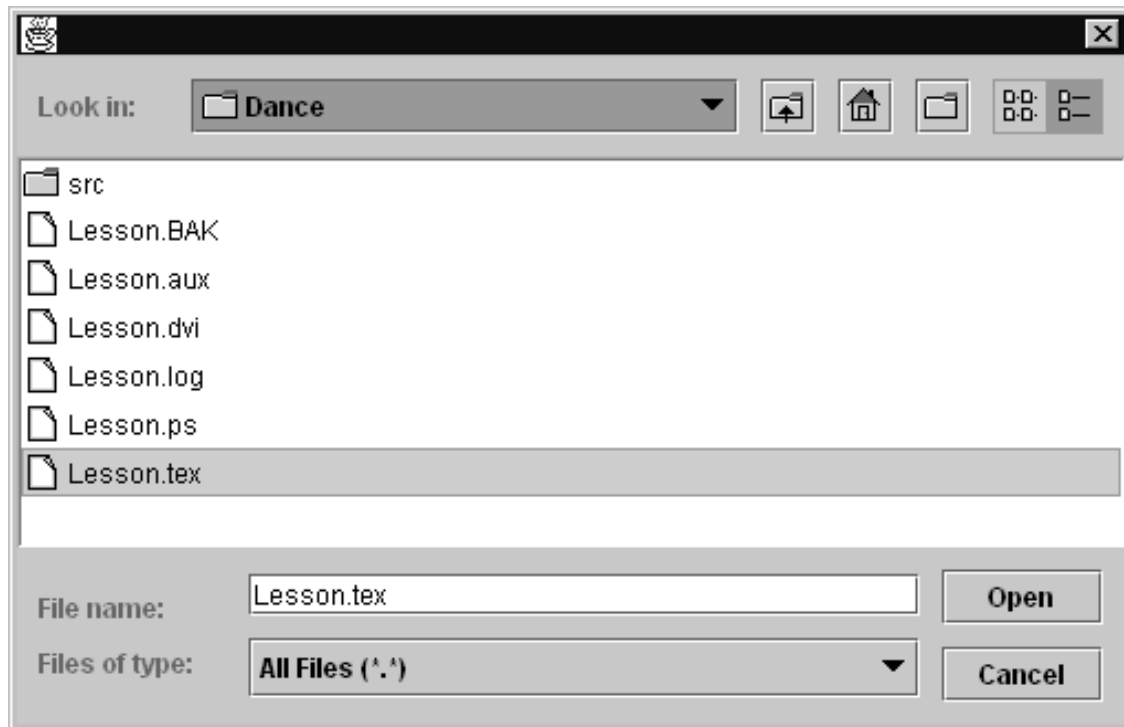 Look in: Dance
src
Lesson.BAK
Lesson.aux
Lesson.dvi
Lesson.log
Lesson.ps
Lesson.tex
File name: Lesson.tex Open
Files of type: All Files (*.*) Cancel